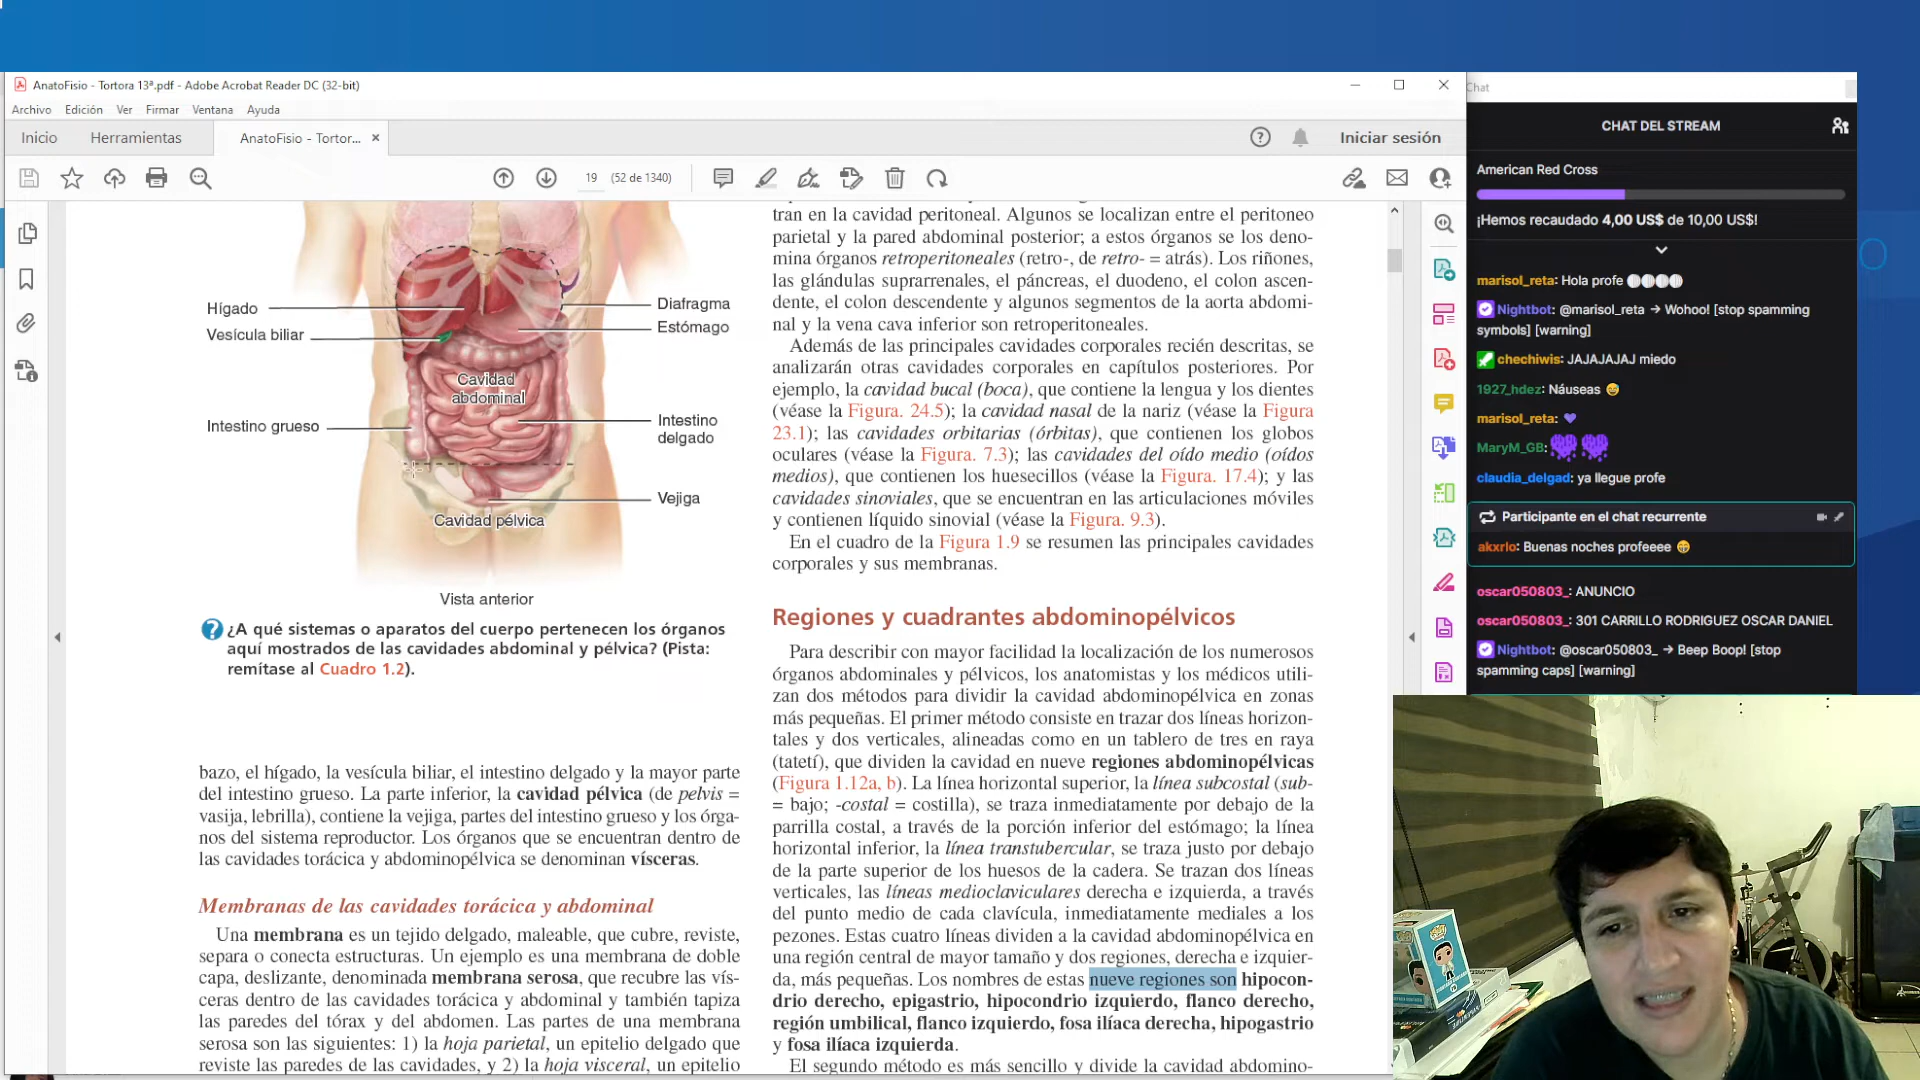 AnatoFisio - Tortora 13ª.pdf - Adobe Acrobat Reader DC (32-bit)
Archivo Edición Ver Firmar Ventana Ayuda
Inicio Herramientas AnatoFisio - Tortor... × Iniciar sesión
19 (52 de 1340)
Hígado
Vesícula biliar
Intestino grueso
Diafragma
Estómago
Cavidad
abdominal
Intestino
delgado
Vejiga
Cavidad pélvica
Vista anterior
¿A qué sistemas o aparatos del cuerpo pertenecen los órganos
aquí mostrados de las cavidades abdominal y pélvica? (Pista:
remítase al Cuadro 1.2).
bazo, el hígado, la vesícula biliar, el intestino delgado y la mayor parte
del intestino grueso. La parte inferior, la cavidad pélvica (de pelvis =
vasija, lebrilla), contiene la vejiga, partes del intestino grueso y los órga-
nos del sistema reproductor. Los órganos que se encuentran dentro de
las cavidades torácica y abdominopélvica se denominan vísceras.
Membranas de las cavidades torácica y abdominal
Una membrana es un tejido delgado, maleable, que cubre, reviste,
separa o conecta estructuras. Un ejemplo es una membrana de doble
capa, deslizante, denominada membrana serosa, que recubre las vís-
ceras dentro de las cavidades torácica y abdominal y también tapiza
las paredes del tórax y del abdomen. Las partes de una membrana
serosa son las siguientes: 1) la hoja parietal, un epitelio delgado que
reviste las paredes de las cavidades, y 2) la hoja visceral, un epitelio
tran en la cavidad peritoneal. Algunos se localizan entre el peritoneo
parietal y la pared abdominal posterior; a estos órganos se los deno-
mina órganos retroperitoneales (retro-, de retro- = atrás). Los riñones,
las glándulas suprarrenales, el páncreas, el duodeno, el colon ascen-
dente, el colon descendente y algunos segmentos de la aorta abdomi-
nal y la vena cava inferior son retroperitoneales.
Además de las principales cavidades corporales recién descritas, se
analizarán otras cavidades corporales en capítulos posteriores. Por
ejemplo, la cavidad bucal (boca), que contiene la lengua y los dientes
(véase la Figura. 24.5); la cavidad nasal de la nariz (véase la Figura
23.1); las cavidades orbitarias (órbitas), que contienen los globos
oculares (véase la Figura. 7.3); las cavidades del oído medio (oídos
medios), que contienen los huesecillos (véase la Figura. 17.4); y las
cavidades sinoviales, que se encuentran en las articulaciones móviles
y contienen líquido sinovial (véase la Figura. 9.3).
En el cuadro de la Figura 1.9 se resumen las principales cavidades
corporales y sus membranas.
Regiones y cuadrantes abdominopélvicos
Para describir con mayor facilidad la localización de los numerosos
órganos abdominales y pélvicos, los anatomistas y los médicos utili-
zan dos métodos para dividir la cavidad abdominopélvica en zonas
más pequeñas. El primer método consiste en trazar dos líneas horizon-
tales y dos verticales, alineadas como en un tablero de tres en raya
(tatetí), que dividen la cavidad en nueve regiones abdominopélvicas
(Figura 1.12a, b). La línea horizontal superior, la línea subcostal (sub-
= bajo; -costal = costilla), se traza inmediatamente por debajo de la
parrilla costal, a través de la porción inferior del estómago; la línea
horizontal inferior, la línea transtubercular, se traza justo por debajo
de la parte superior de los huesos de la cadera. Se trazan dos líneas
verticales, las líneas medioclaviculares derecha e izquierda, a través
del punto medio de cada clavícula, inmediatamente mediales a los
pezones. Estas cuatro líneas dividen a la cavidad abdominopélvica en
una región central de mayor tamaño y dos regiones, derecha e izquier-
da, más pequeñas. Los nombres de estas nueve regiones son hipocon-
drio derecho, epigastrio, hipocondrio izquierdo, flanco derecho,
región umbilical, flanco izquierdo, fosa ilíaca derecha, hipogastrio
y fosa ilíaca izquierda.
El segundo método es más sencillo y divide la cavidad abdomino-
Chat
CHAT DEL STREAM
American Red Cross
¡Hemos recaudado 4,00 US$ de 10,00 US$!
marisol_reta: Hola profe
Nightbot: @marisol_reta → Wohoo! [stop spamming
symbols] [warning]
chechiwis: JAJAJAJAJ miedo
1927_hdez: Náuseas 😅
marisol_reta: 💜
MaryM_GB:
claudia_delgad: ya llegue profe
Participante en el chat recurrente
akxrlo: Buenas noches profeeee 😁
oscar050803_: ANUNCIO
oscar050803_: 301 CARRILLO RODRIGUEZ OSCAR DANIEL
Nightbot: @oscar050803_ → Beep Boop! [stop
spamming caps] [warning]